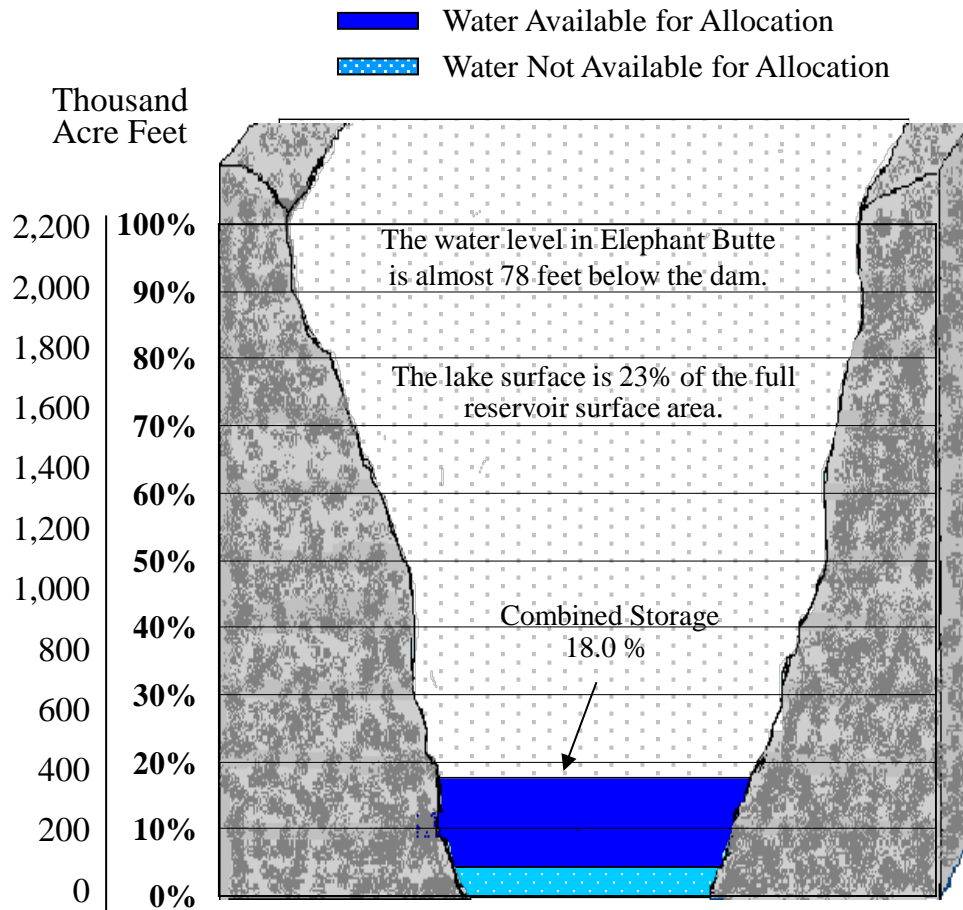 Water Available for Allocation
Water Not Available for Allocation
Thousand
Acre Feet
2,200 100%
The water level in Elephant Butte
is almost 78 feet below the dam.
2,000 90%
1,800 80%
The lake surface is 23% of the full
reservoir surface area.
1,600 70%
1,400 60%
1,200 50%
1,000
Combined Storage
18.0 %
800 40%
600 30%
400 20%
200 10%
0 0%